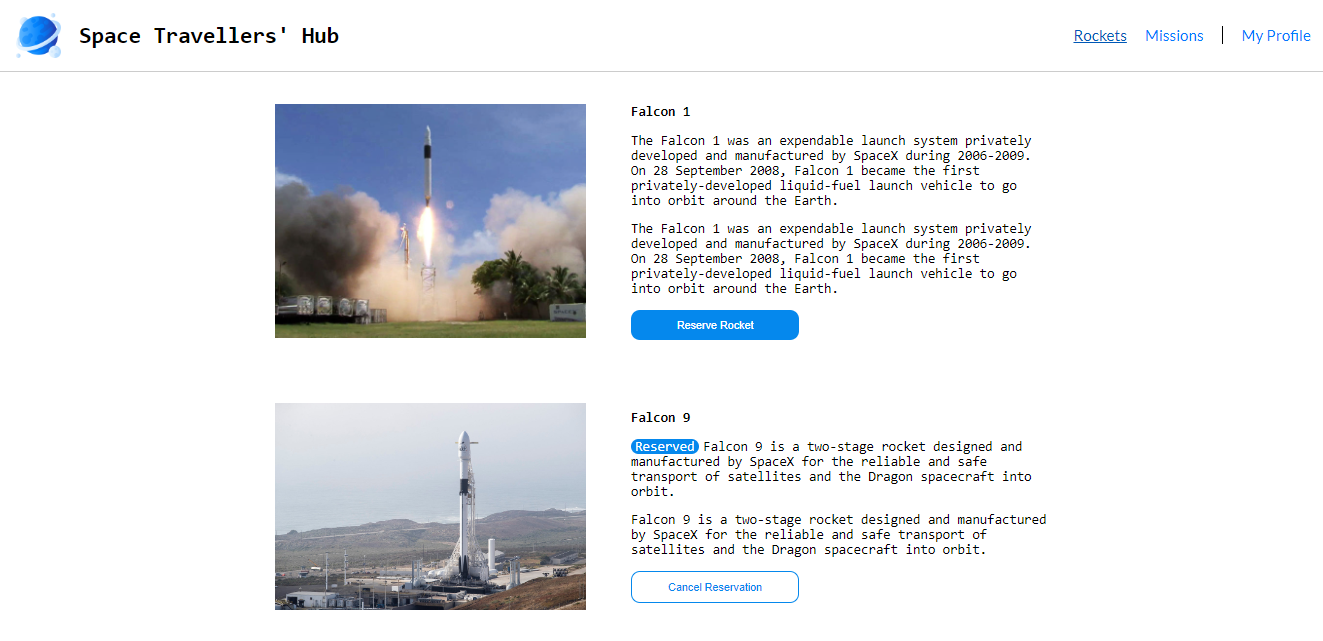 Space Travellers' Hub
Rockets Missions My Profile
Falcon 1
The Falcon 1 was an expendable launch system privately
developed and manufactured by SpaceX during 2006-2009.
On 28 September 2008, Falcon 1 became the first
privately-developed liquid-fuel launch vehicle to go
into orbit around the Earth.
The Falcon 1 was an expendable launch system privately
developed and manufactured by SpaceX during 2006-2009.
On 28 September 2008, Falcon 1 became the first
privately-developed liquid-fuel launch vehicle to go
into orbit around the Earth.
Reserve Rocket
Falcon 9
Reserved Falcon 9 is a two-stage rocket designed and
manufactured by SpaceX for the reliable and safe
transport of satellites and the Dragon spacecraft into
orbit.
Falcon 9 is a two-stage rocket designed and manufactured
by SpaceX for the reliable and safe transport of
satellites and the Dragon spacecraft into orbit.
Cancel Reservation